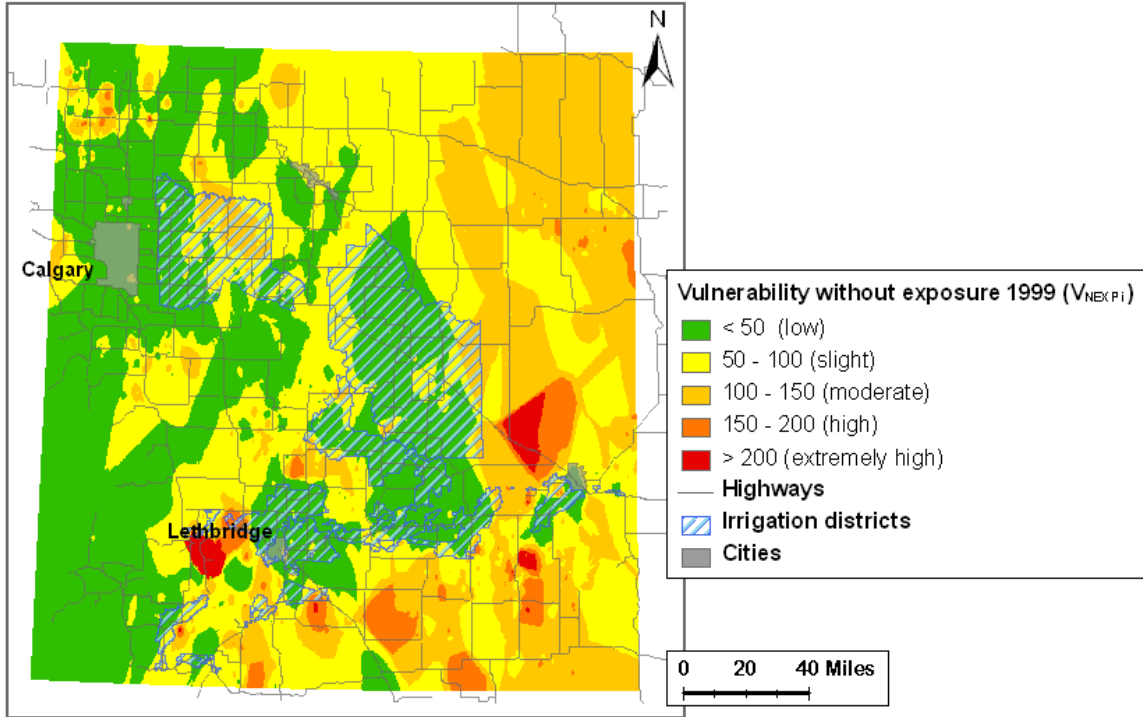 N
Calgary
Lethbridge
Vulnerability without exposure 1999 (V_NEXPi)
< 50 (low)
50 - 100 (slight)
100 - 150 (moderate)
150 - 200 (high)
> 200 (extremely high)
Highways
Irrigation districts
Cities
0 20 40 Miles